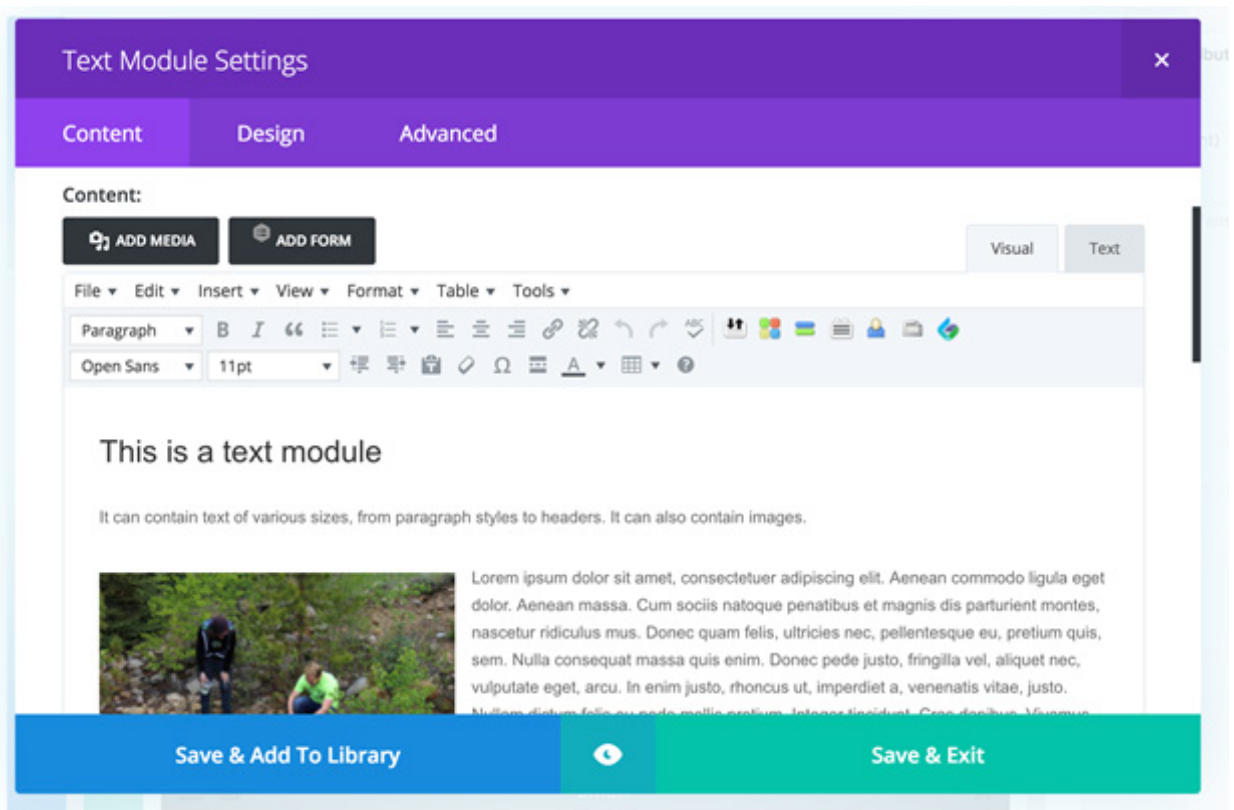 Text Module Settings
Content Design Advanced
Content:
ADD MEDIA ADD FORM
Visual Text
File Edit Insert View Format Table Tools
Paragraph B I ABC
Open Sans 11pt Ω A
This is a text module
It can contain text of various sizes, from paragraph styles to headers. It can also contain images.
Lorem ipsum dolor sit amet, consectetuer adipiscing elit. Aenean commodo ligula eget
dolor. Aenean massa. Cum sociis natoque penatibus et magnis dis parturient montes,
nascetur ridiculus mus. Donec quam felis, ultricies nec, pellentesque eu, pretium quis,
sem. Nulla consequat massa quis enim. Donec pede justo, fringilla vel, aliquet nec,
vulputate eget, arcu. In enim justo, rhoncus ut, imperdiet a, venenatis vitae, justo.
Save & Add To Library Save & Exit